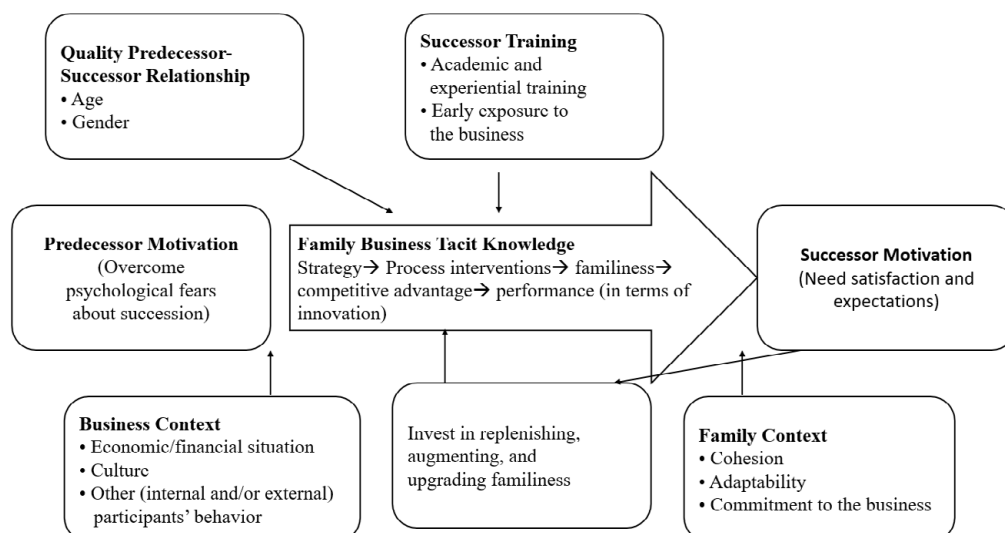 Quality Predecessor-
Successor Relationship
• Age
• Gender
Successor Training
• Academic and
experiential training
• Early exposure to
the business
Predecessor Motivation
(Overcome
psychological fears
about succession)
Family Business Tacit Knowledge
Strategy→ Process interventions→ familiness→
competitive advantage→ performance (in terms of
innovation)
Successor Motivation
(Need satisfaction and
expectations)
Business Context
• Economic/financial situation
• Culture
• Other (internal and/or external)
participants' behavior
Invest in replenishing,
augmenting, and
upgrading familiness
Family Context
• Cohesion
• Adaptability
• Commitment to the business